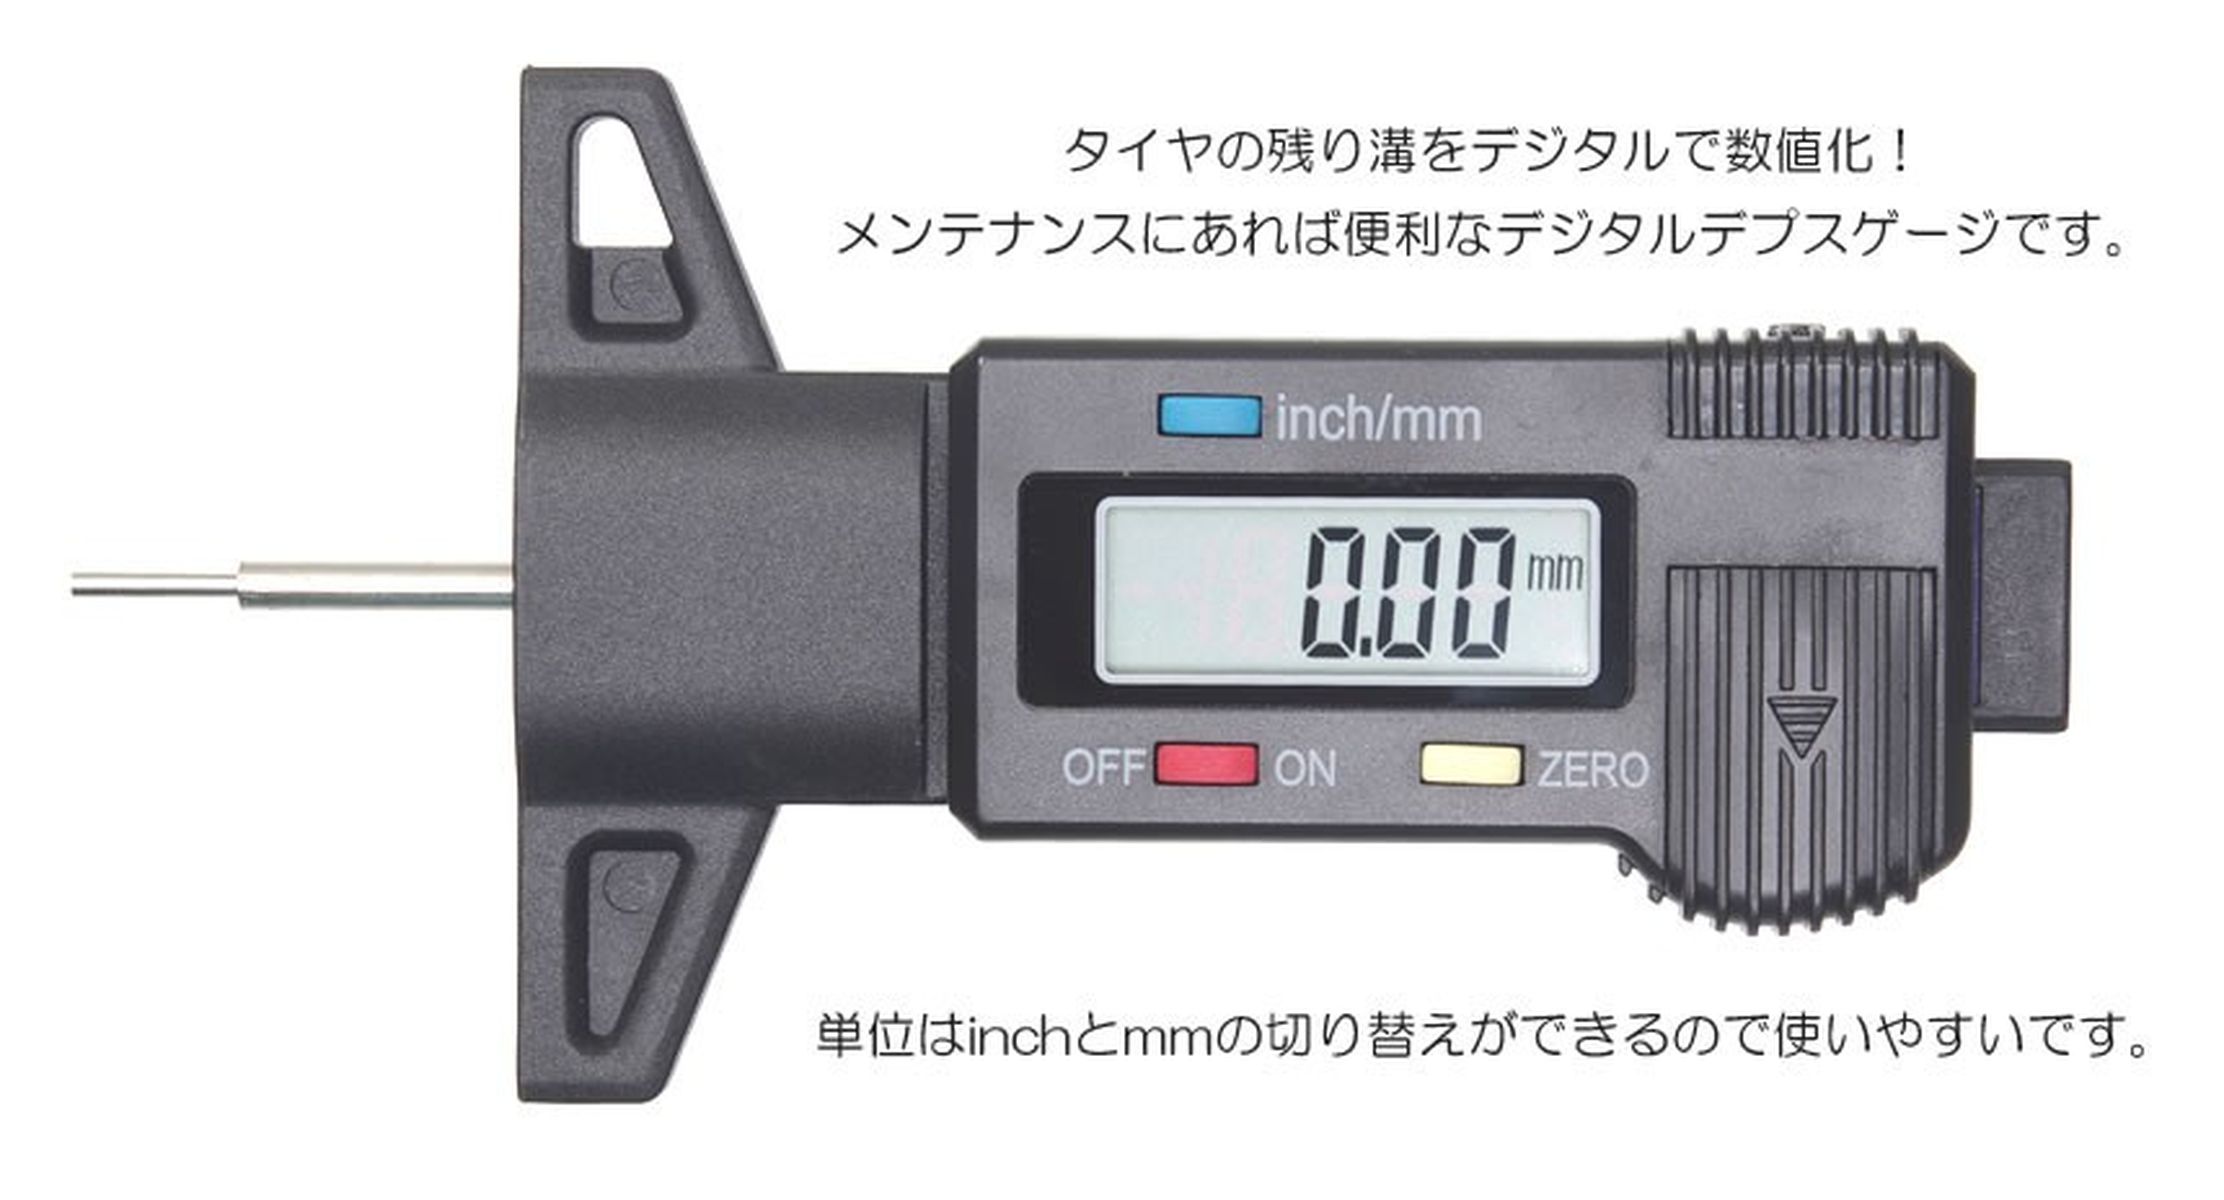 タイヤの残り溝をデジタルで数値化！
メンテナンスにあれば便利なデジタルデプスゲージです。
inch/mm
0.00 mm
OFF ON ZERO
単位はinchとmmの切り替えができるので使いやすいです。